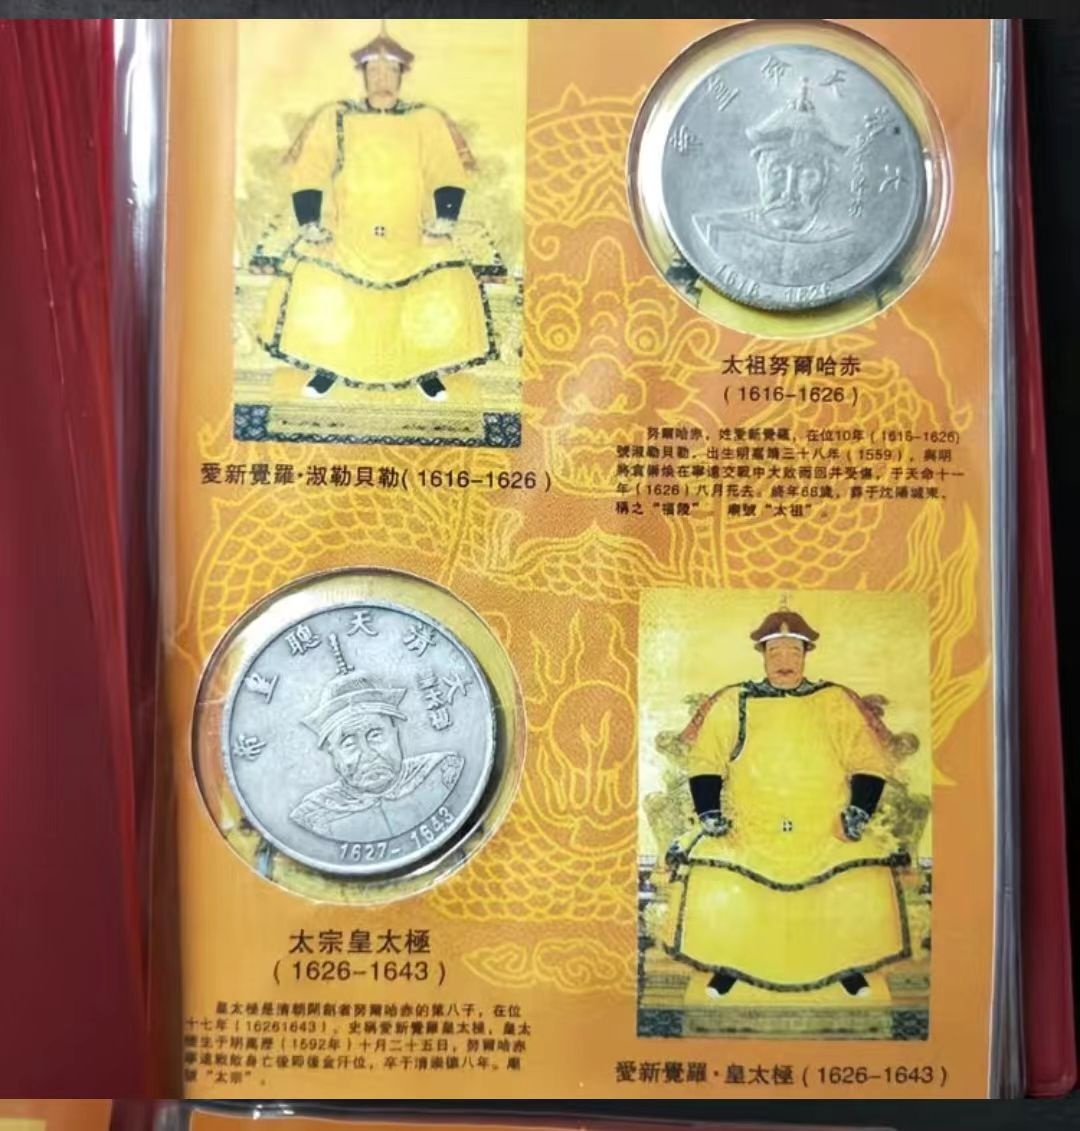 大清天命皇帝
1616-1626
愛新覺羅·淑勒貝勒(1616-1626)
太祖努爾哈赤
(1616-1626)
努爾哈赤，姓愛新覺羅，在位10年(1616-1626)
號淑勒貝勒，出生明嘉靖三十八年(1559)，與明
將袁崇煥在寧遠交戰中大敗而回并受傷，于天命十一
年(1626)八月死去。終年68歲，葬于沈陽城東，
稱之“福陵”。廟號“太祖”。
大清天聰皇帝
1627-1643
太宗皇太極
(1626-1643)
皇太極是清朝開創者努爾哈赤的第八子，在位
十七年(16261643)。史稱愛新覺羅皇太極，皇太
極生于明萬歷(1592年)十月二十五日，努爾哈赤
寧遠戰敗身亡後即後金汗位，卒于清崇德八年。廟
號“太宗”。
愛新覺羅·皇太極(1626-1643)